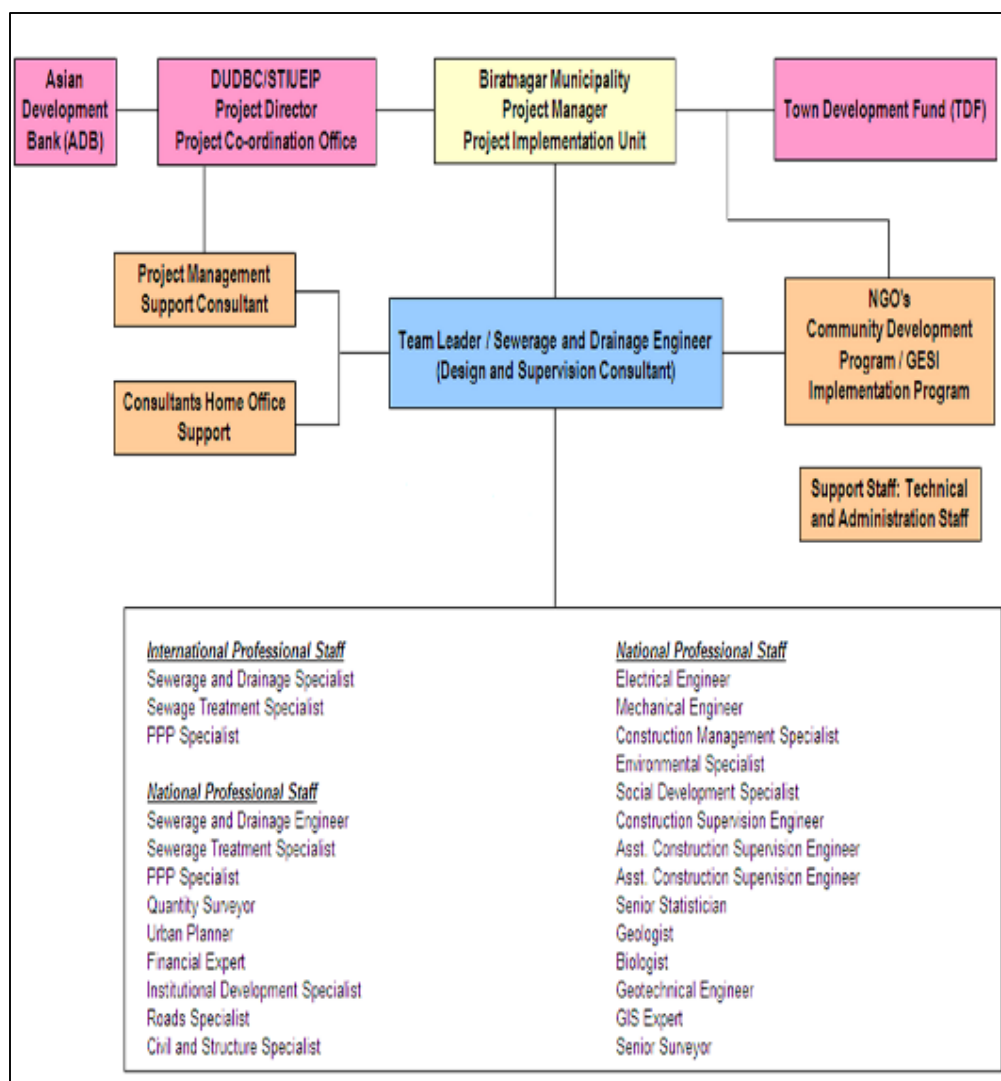 Asian
Development
Bank (ADB)
DUDBC/STIUEIP
Project Director
Project Co-ordination Office
Biratnagar Municipality
Project Manager
Project Implementation Unit
Town Development Fund (TDF)
Project Management
Support Consultant
Consultants Home Office
Support
Team Leader / Sewerage and Drainage Engineer
(Design and Supervision Consultant)
NGO's
Community Development
Program / GESI
Implementation Program
Support Staff: Technical
and Administration Staff
International Professional Staff
Sewerage and Drainage Specialist
Sewage Treatment Specialist
PPP Specialist
National Professional Staff
Sewerage and Drainage Engineer
Sewerage Treatment Specialist
PPP Specialist
Quantity Surveyor
Urban Planner
Financial Expert
Institutional Development Specialist
Roads Specialist
Civil and Structure Specialist
National Professional Staff
Electrical Engineer
Mechanical Engineer
Construction Management Specialist
Environmental Specialist
Social Development Specialist
Construction Supervision Engineer
Asst. Construction Supervision Engineer
Asst. Construction Supervision Engineer
Senior Statistician
Geologist
Biologist
Geotechnical Engineer
GIS Expert
Senior Surveyor